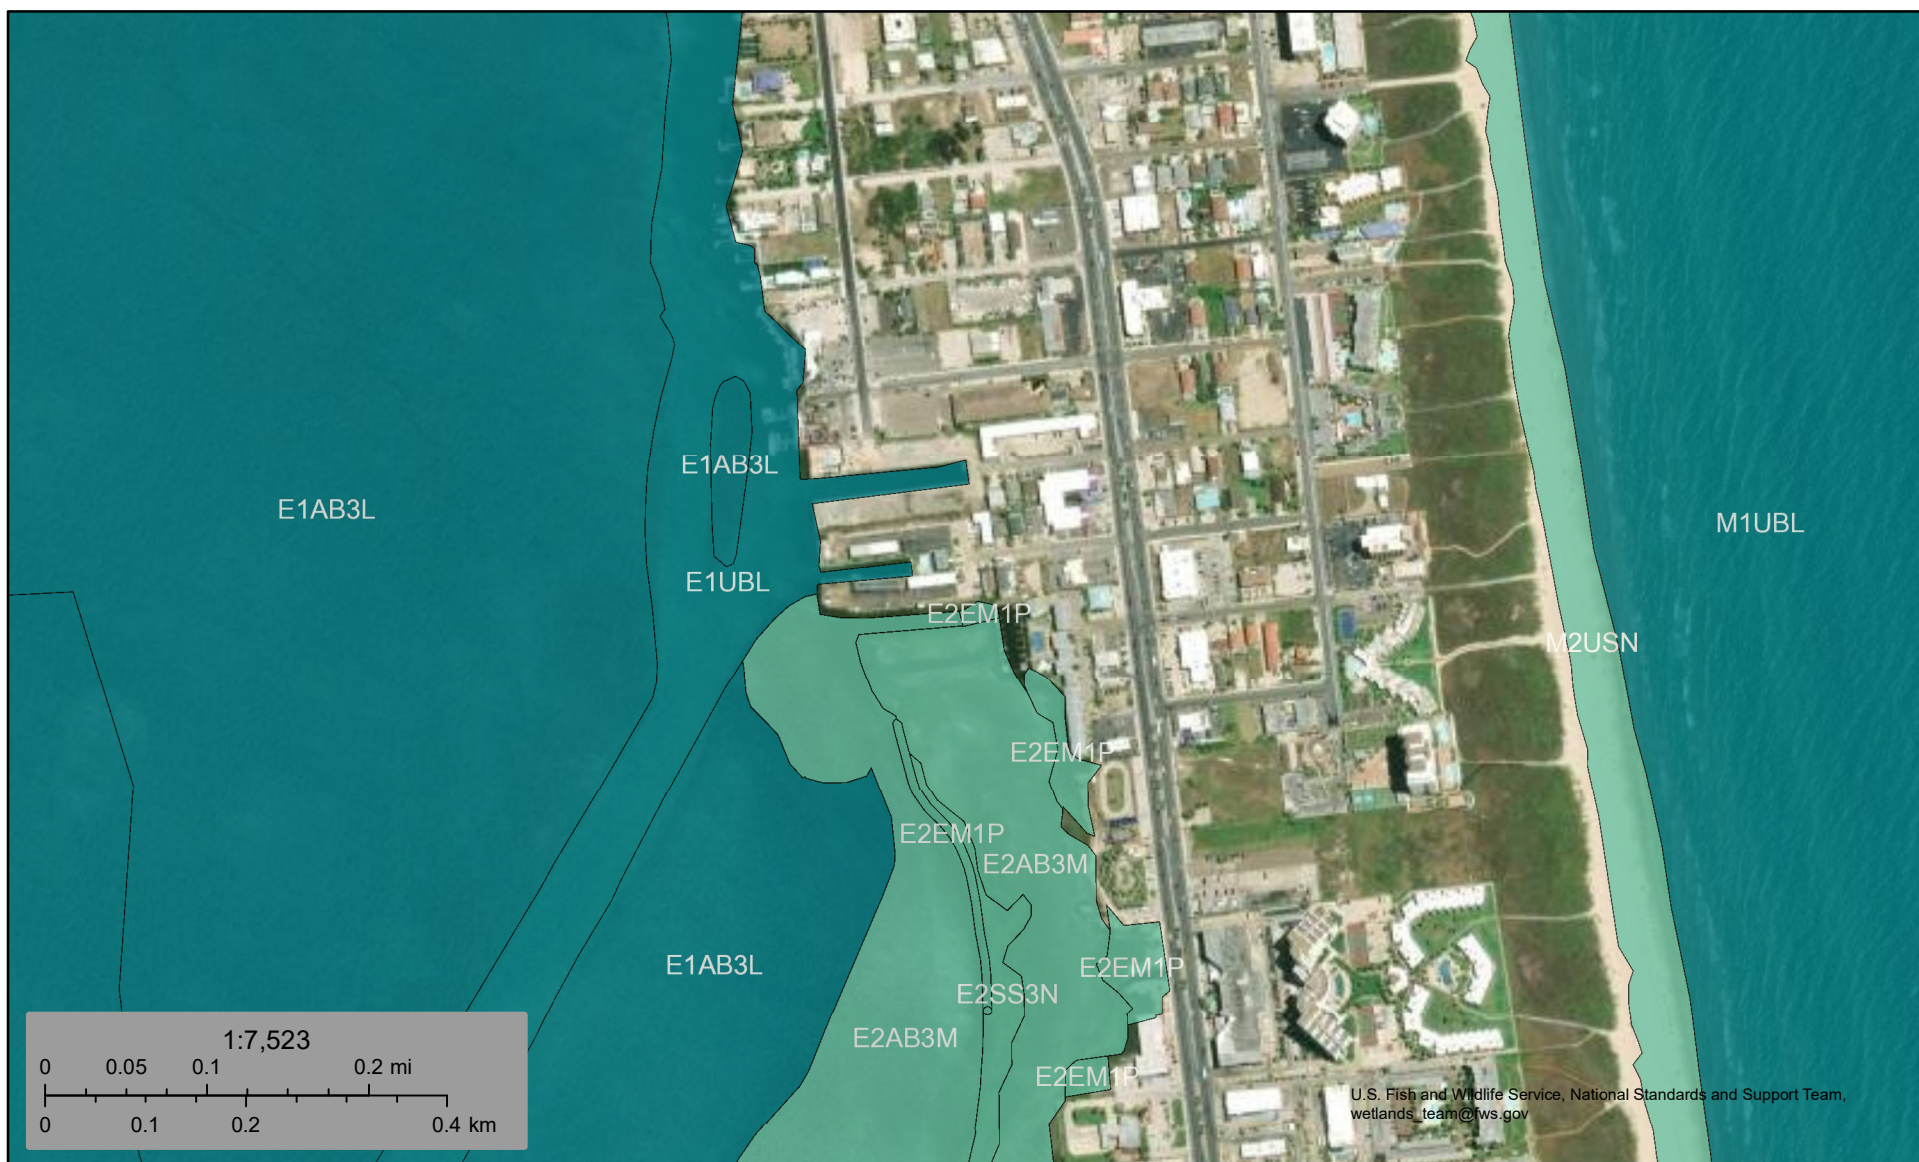 E1AB3L
E1AB3L
M1UBL
E1UBL
E2EM1P
M2USN
E2EM1P
E2EM1P
E2AB3M
E1AB3L
E2EM1P
E2SS3N
E2AB3M
E2EM1P
1:7,523
0 0.05 0.1 0.2 mi
0 0.1 0.2 0.4 km
U.S. Fish and Wildlife Service, National Standards and Support Team,
wetlands_team@fws.gov